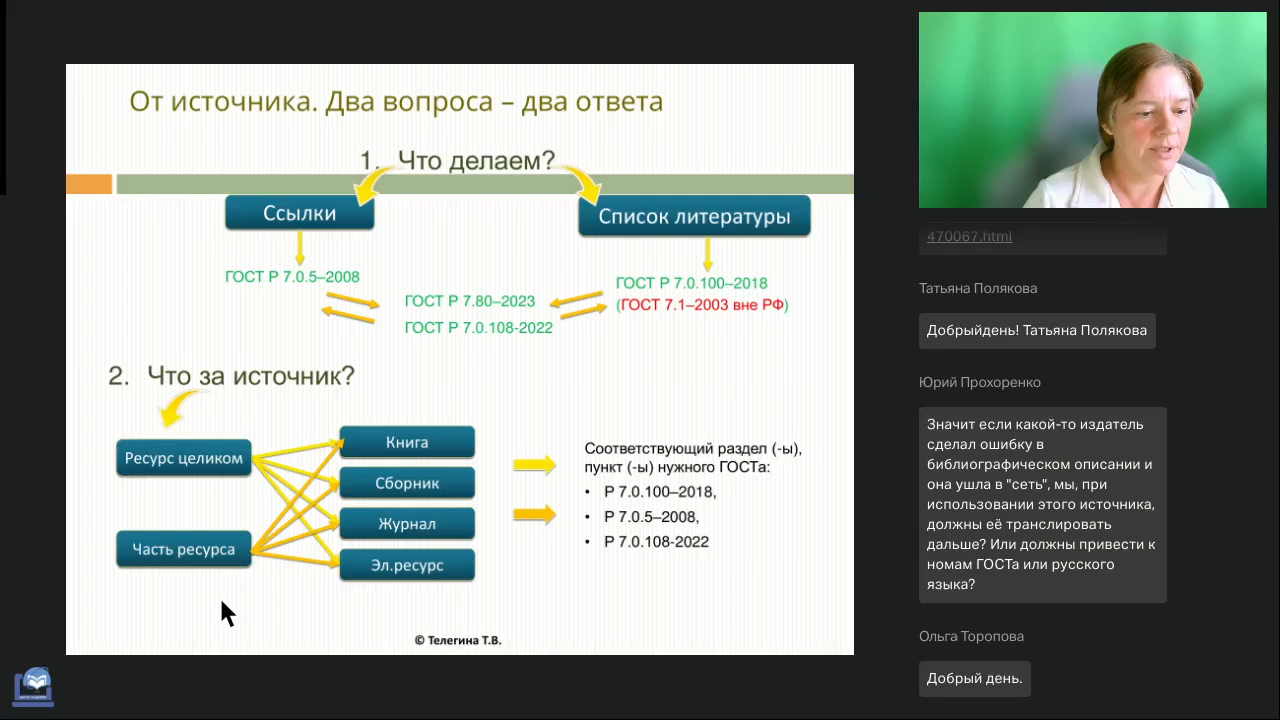 От источника. Два вопроса – два ответа
1. Что делаем?
Ссылки
Список литературы
ГОСТ Р 7.0.5–2008
ГОСТ Р 7.0.100–2018
(ГОСТ 7.1–2003 вне РФ)
ГОСТ Р 7.80–2023
ГОСТ Р 7.0.108-2022
2. Что за источник?
Ресурс целиком
Часть ресурса
Книга
Сборник
Журнал
Эл.ресурс
Соответствующий раздел (-ы),
пункт (-ы) нужного ГОСТа:
• Р 7.0.100–2018,
• Р 7.0.5–2008,
• Р 7.0.108-2022
© Телегина Т.В.
470067.html
Татьяна Полякова
Добрыйдень! Татьяна Полякова
Юрий Прохоренко
Значит если какой-то издатель
сделал ошибку в
библиографическом описании и
она ушла в "сеть", мы, при
использовании этого источника,
должны её транслировать
дальше? Или должны привести к
номам ГОСТа или русского
языка?
Ольга Торопова
Добрый день.